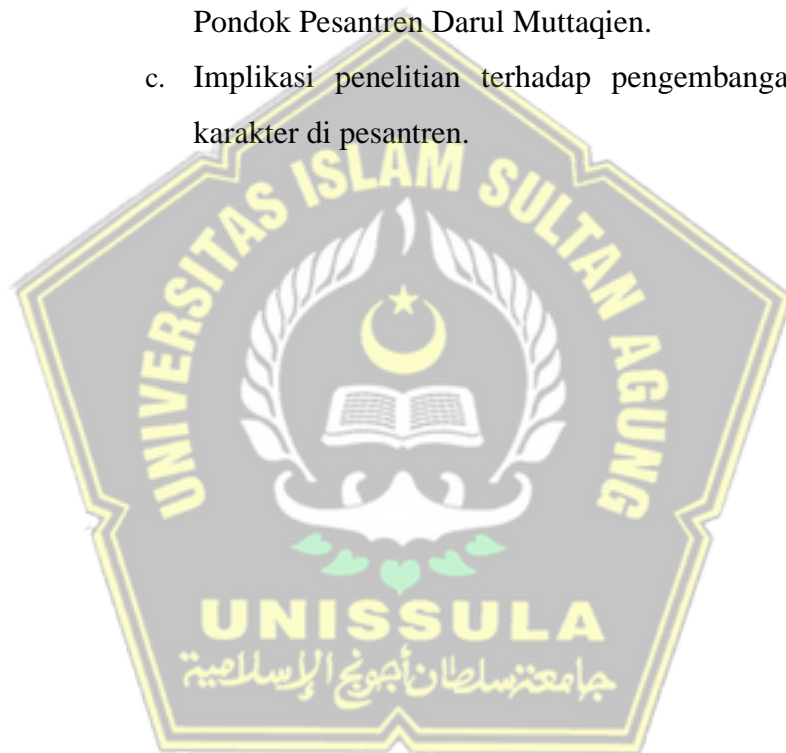 Pondok Pesantren Darul Muttaqien.
c. Implikasi penelitian terhadap pengembanga
karakter di pesantren.
UNIVERSITAS ISLAM SULTAN AGUNG
UNISSULA
جامعة سلطان أجونج الإسلامية